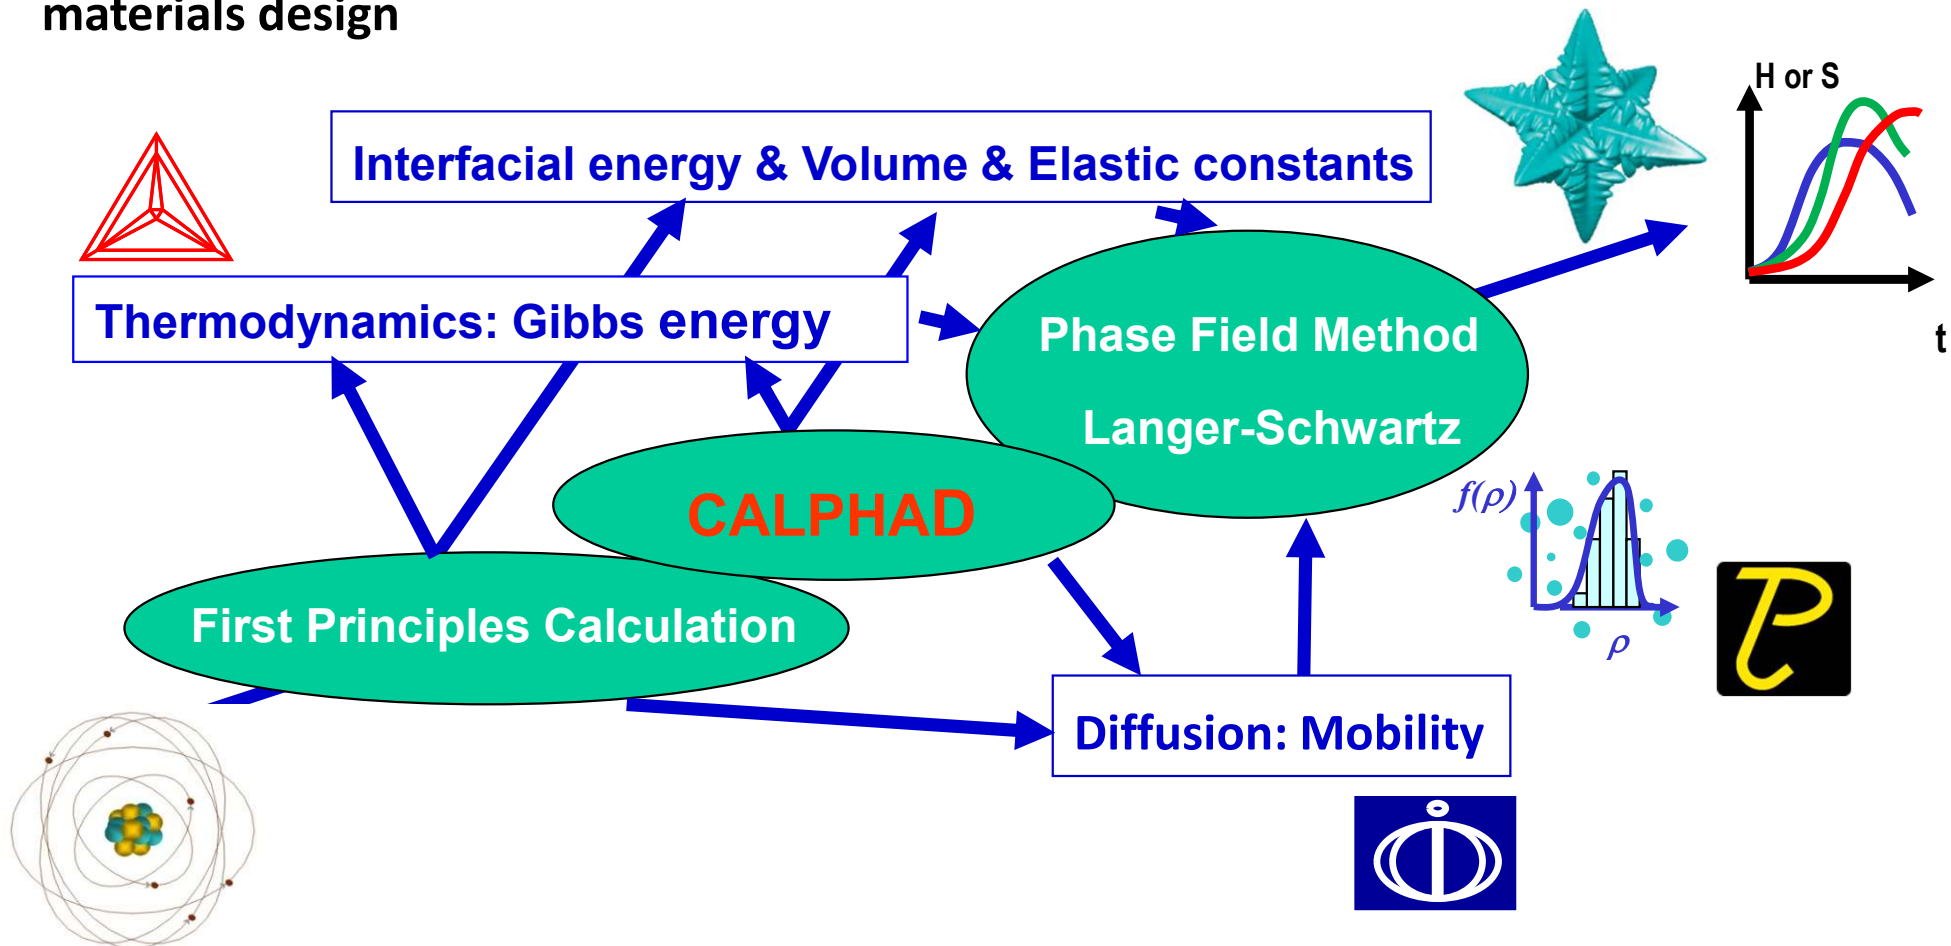 materials design
H or S
Interfacial energy & Volume & Elastic constants
Thermodynamics: Gibbs energy
Phase Field Method
t
Langer-Schwartz
CALPHAD
f(ρ)
First Principles Calculation
ρ
Diffusion: Mobility